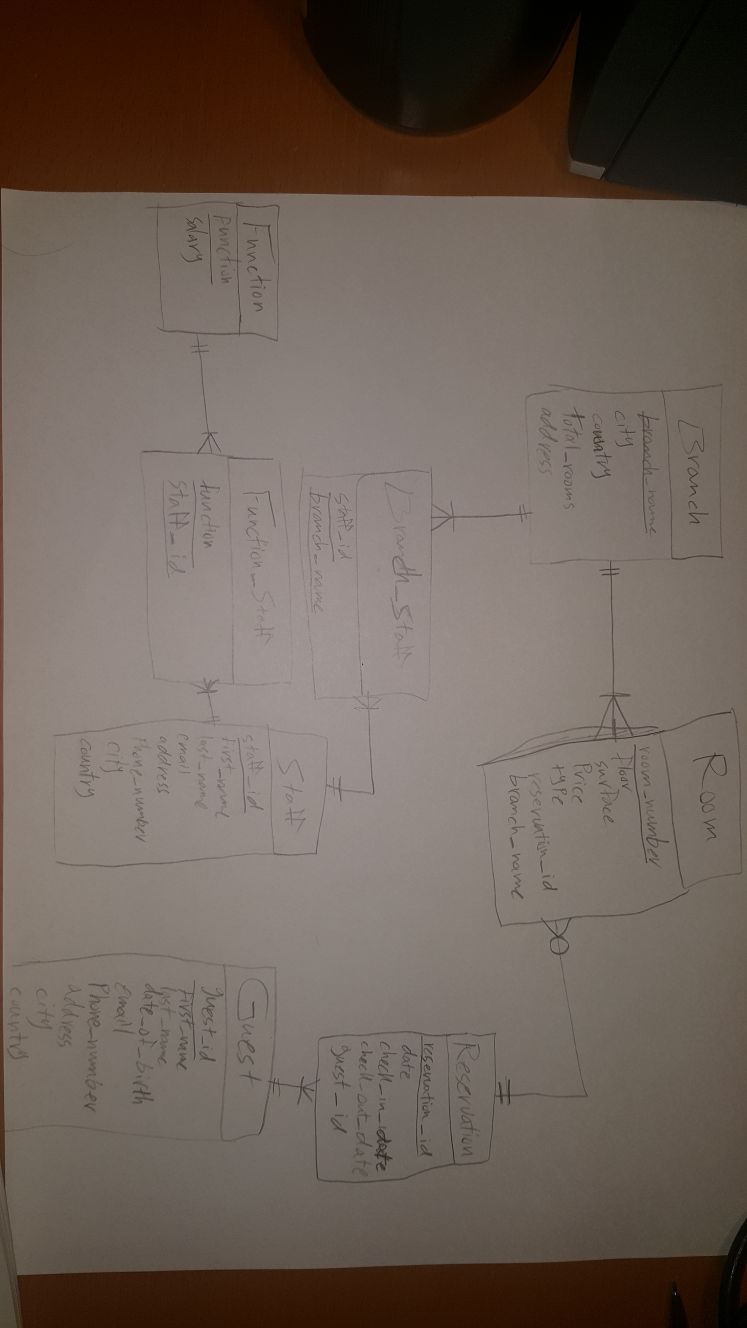 Branch
branch_name
city
country
total_rooms
address
Room
room_number
floor
surface
Price
type
reservation_id
branch_name
Function
function
salary
Branch_Staff
staff_id
branch_name
Function_Staff
function
staff_id
Staff
staff_id
first_name
last_name
email
address
Phone_number
city
country
Reservation
reservation_id
date
check_in_date
check_out_date
guest_id
Guest
guest_id
first_name
last_name
date_of_birth
email
Phone_number
address
city
country